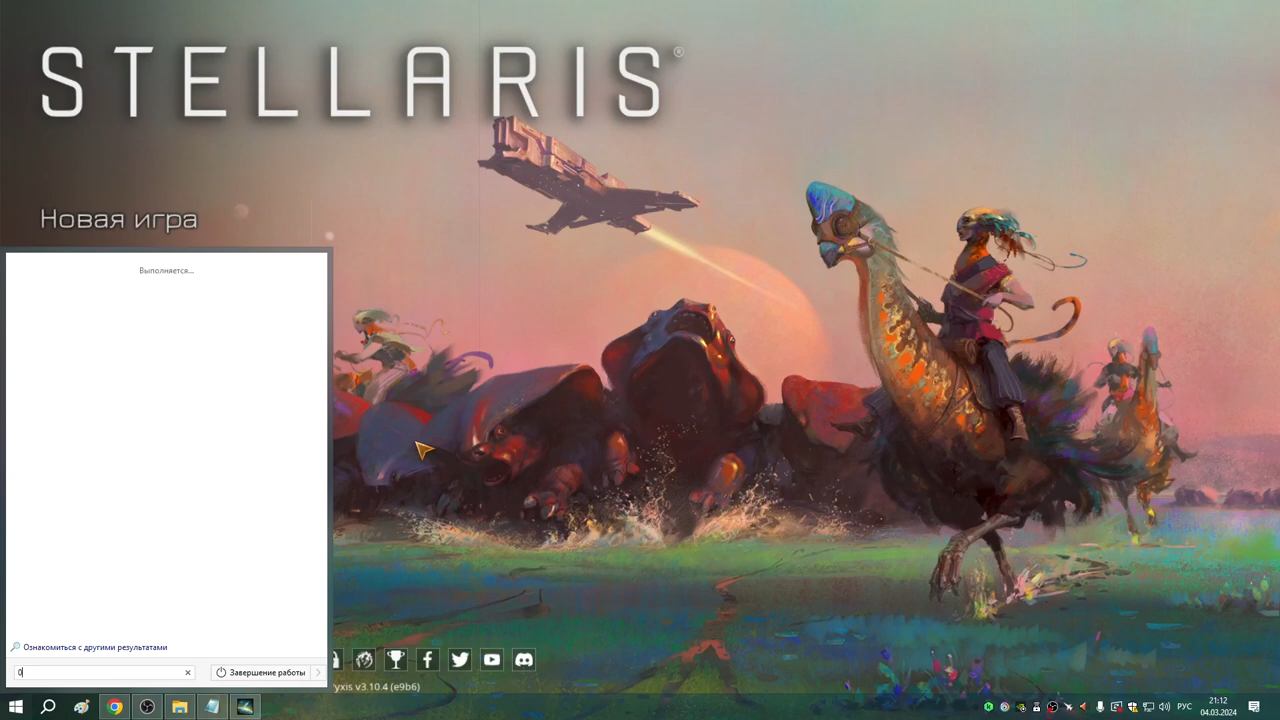 STELLARIS®
Новая игра
Выполняется...
Ознакомиться с другими результатами
0
Завершение работы
yxis v3.10.4 (e9b6)
РУС
21:12
04.03.2024